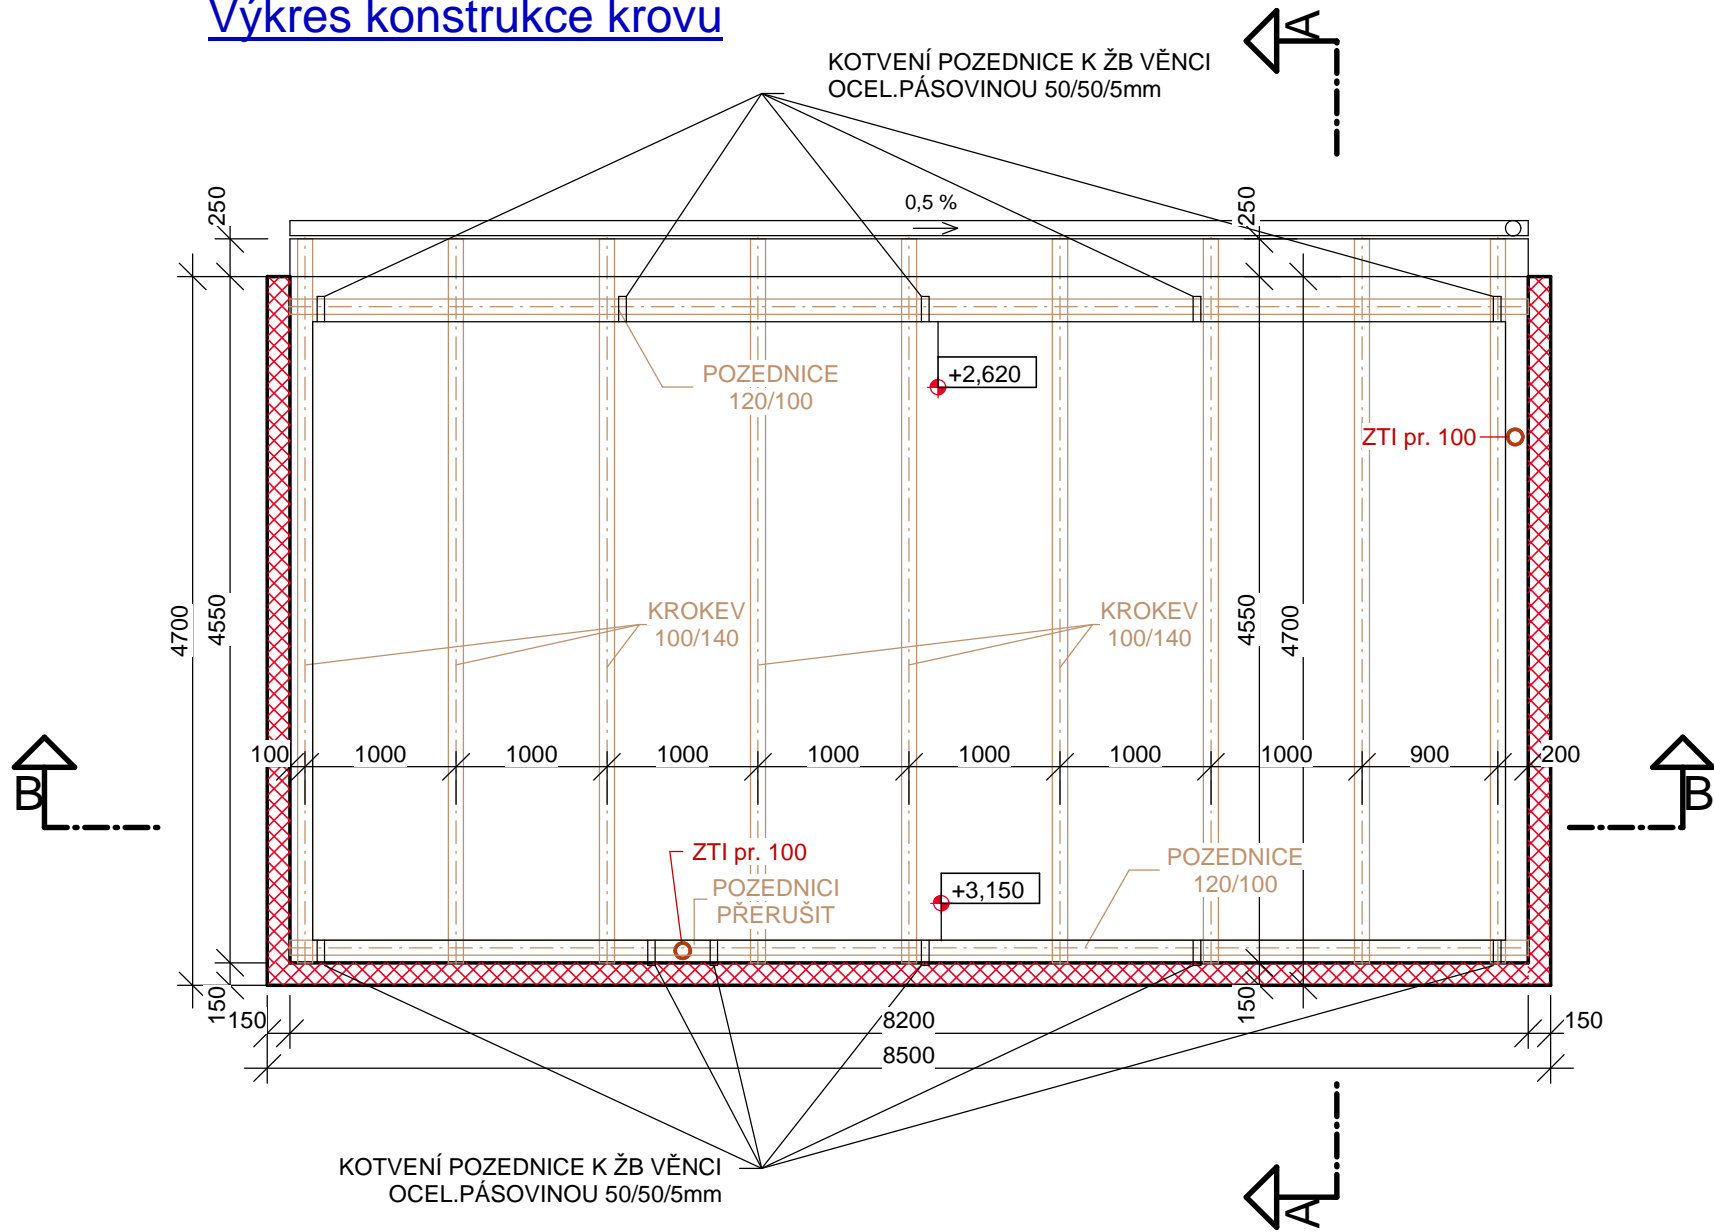 Výkres konstrukce krovu
A
KOTVENÍ POZEDNICE K ŽB VĚNCI
OCEL.PÁSOVINOU 50/50/5mm
250
0,5 %
250
POZEDNICE
120/100
+2,620
ZTI pr. 100
4700
4550
KROKEV
100/140
KROKEV
100/140
4550
4700
100
1000
1000
1000
1000
1000
1000
1000
900
200
B
B
ZTI pr. 100
POZEDNICI
PŘERUŠIT
+3,150
POZEDNICE
120/100
150
150
8200
150
150
8500
KOTVENÍ POZEDNICE K ŽB VĚNCI
OCEL.PÁSOVINOU 50/50/5mm
A